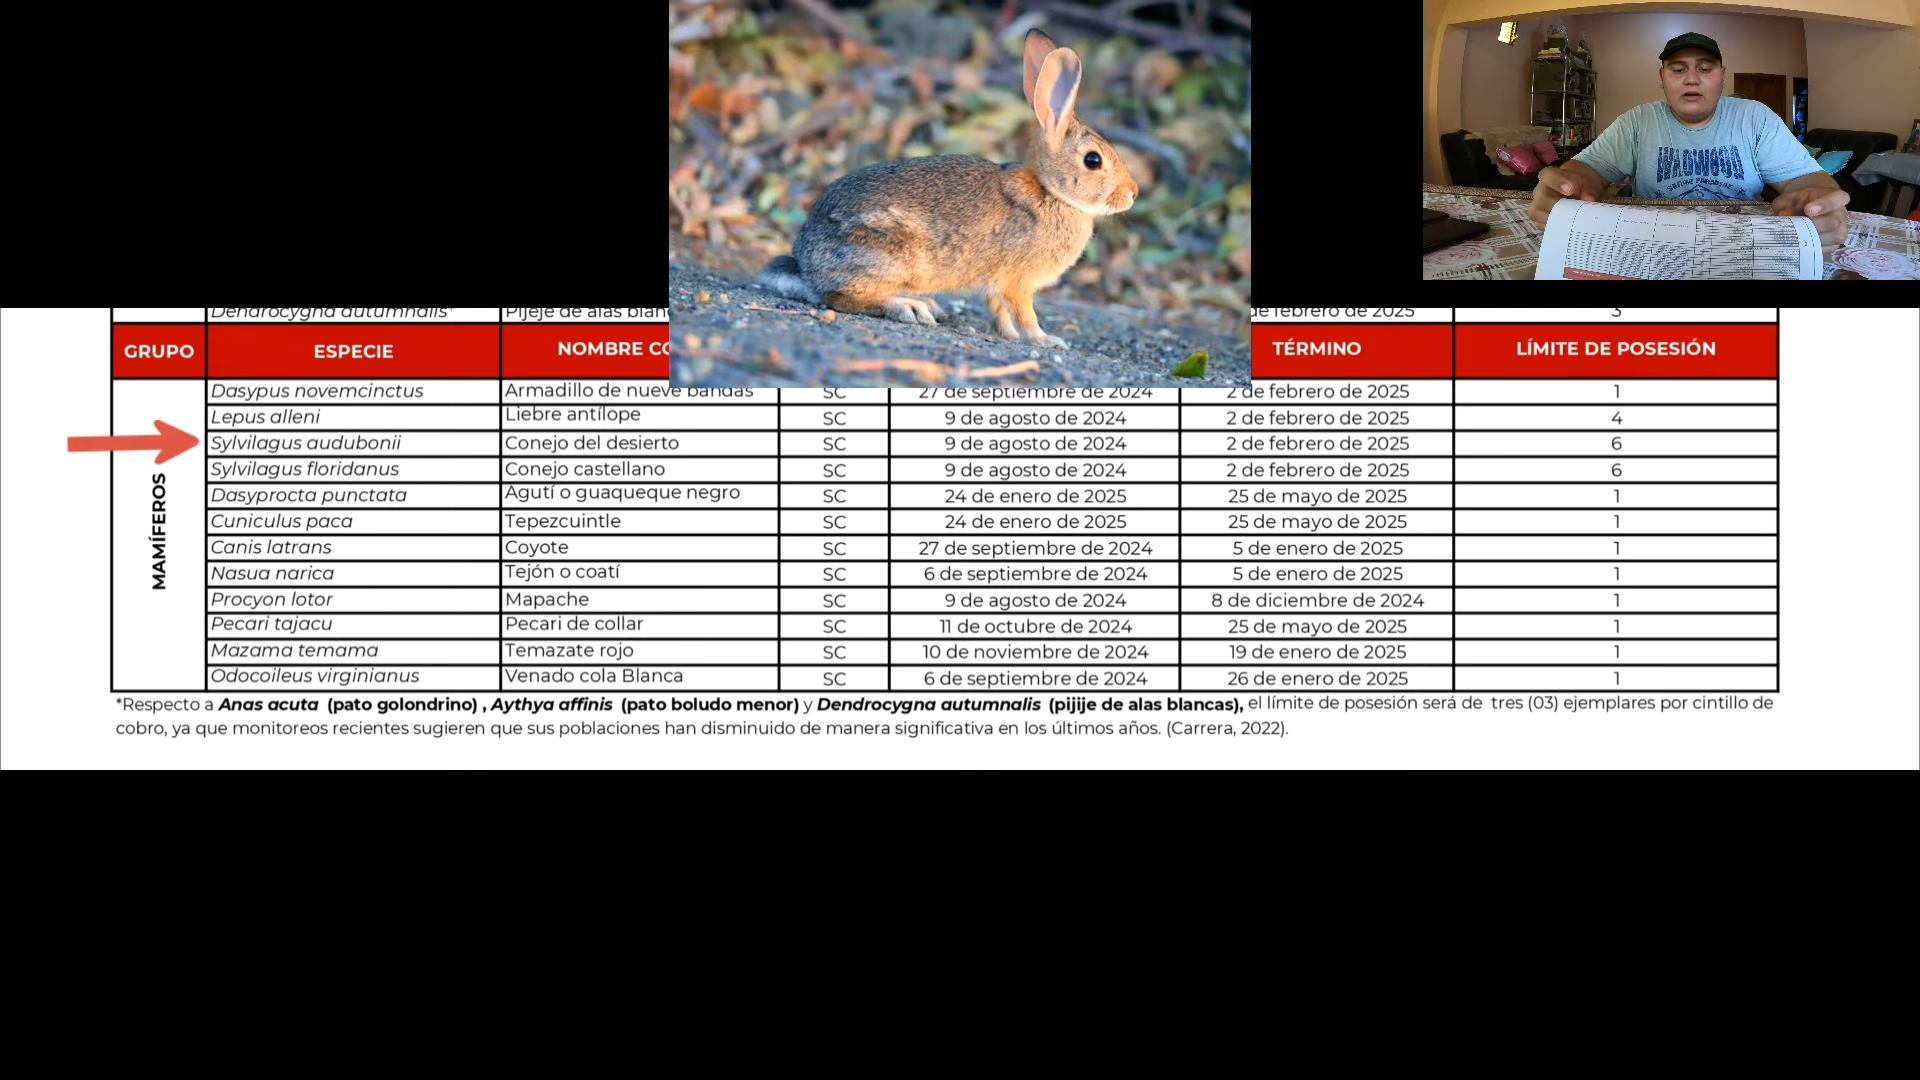 WILDWOOD
Dendrocygna autumnalis* Pijeje de alas blan de febrero de 2025 3
GRUPO ESPECIE NOMBRE CO TÉRMINO LÍMITE DE POSESIÓN
MAMÍFEROS
Dasypus novemcinctus Armadillo de nueve bandas SC 27 de septiembre de 2024 2 de febrero de 2025 1
Lepus alleni Liebre antílope SC 9 de agosto de 2024 2 de febrero de 2025 4
Sylvilagus audubonii Conejo del desierto SC 9 de agosto de 2024 2 de febrero de 2025 6
Sylvilagus floridanus Conejo castellano SC 9 de agosto de 2024 2 de febrero de 2025 6
Dasyprocta punctata Agutí o guaqueque negro SC 24 de enero de 2025 25 de mayo de 2025 1
Cuniculus paca Tepezcuintle SC 24 de enero de 2025 25 de mayo de 2025 1
Canis latrans Coyote SC 27 de septiembre de 2024 5 de enero de 2025 1
Nasua narica Tejón o coatí SC 6 de septiembre de 2024 5 de enero de 2025 1
Procyon lotor Mapache SC 9 de agosto de 2024 8 de diciembre de 2024 1
Pecari tajacu Pecari de collar SC 11 de octubre de 2024 25 de mayo de 2025 1
Mazama temama Temazate rojo SC 10 de noviembre de 2024 19 de enero de 2025 1
Odocoileus virginianus Venado cola Blanca SC 6 de septiembre de 2024 26 de enero de 2025 1
*Respecto a Anas acuta (pato golondrino) , Aythya affinis (pato boludo menor) y Dendrocygna autumnalis (pijije de alas blancas), el límite de posesión será de tres (03) ejemplares por cintillo de
cobro, ya que monitoreos recientes sugieren que sus poblaciones han disminuido de manera significativa en los últimos años. (Carrera, 2022).